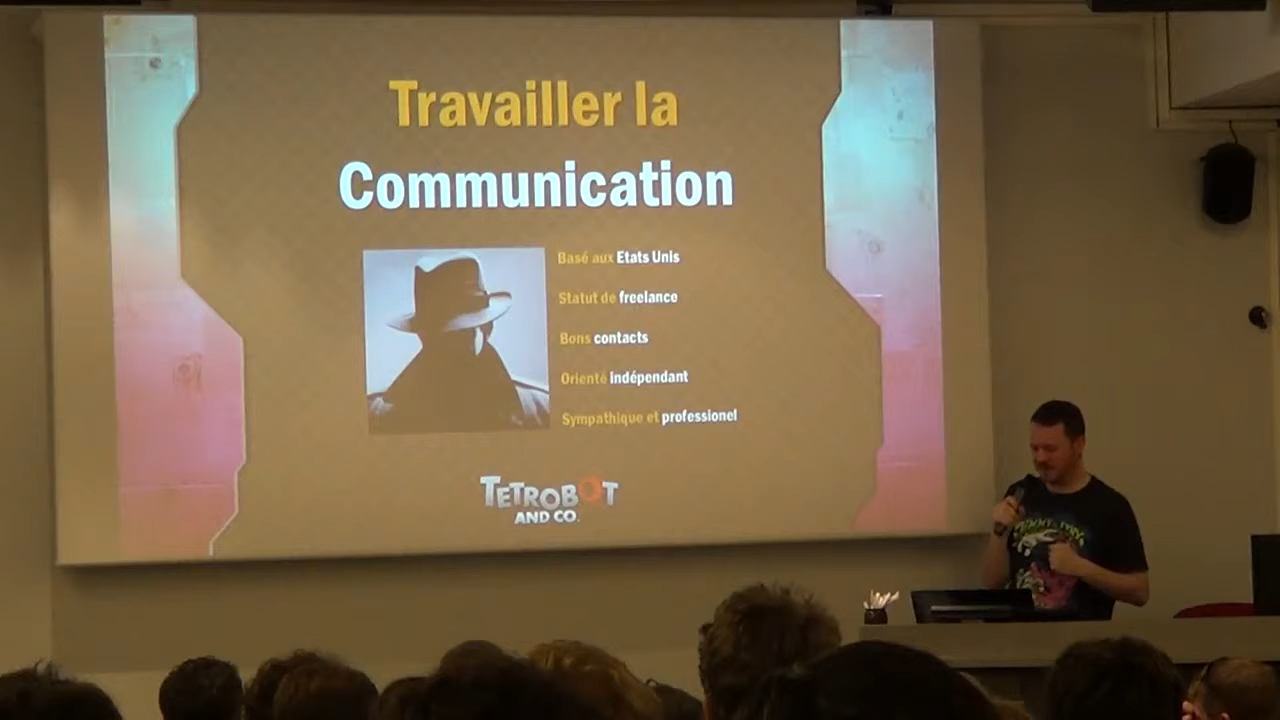 Travailler la
Communication
Basé aux Etats Unis
Statut de freelance
Bons contacts
Orienté indépendant
Sympathique et professionel
TETROBOT
AND CO.